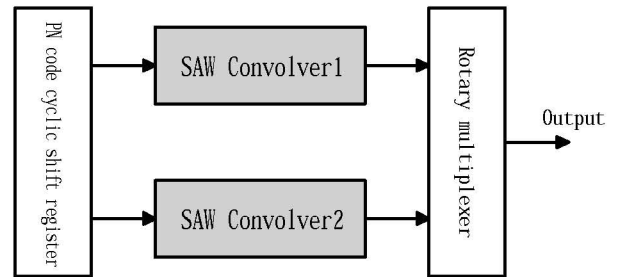 PN code cyclic shift register
SAW Convolver1
SAW Convolver2
Rotary multiplexer
Output